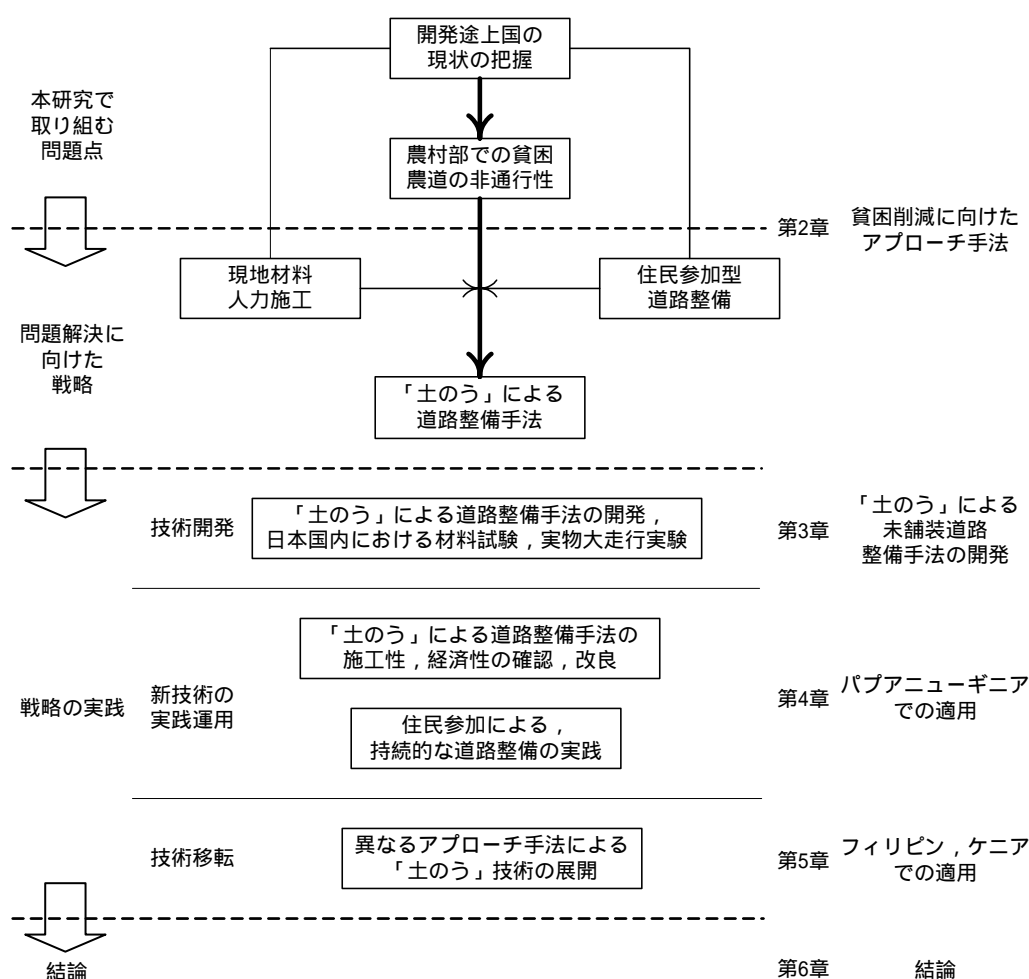 開発途上国の
現状の把握
本研究で
取り組む
問題点
農村部での貧困
農道の非通行性
第2章
貧困削減に向けた
アプローチ手法
現地材料
人力施工
住民参加型
道路整備
問題解決に
向けた
戦略
「土のう」による
道路整備手法
技術開発
「土のう」による道路整備手法の開発，
日本国内における材料試験，実物大走行実験
第3章
「土のう」による
未舗装道路
整備手法の開発
「土のう」による道路整備手法の
施工性，経済性の確認，改良
戦略の実践
新技術の
実践運用
住民参加による，
持続的な道路整備の実践
第4章
パプアニューギニア
での適用
技術移転
異なるアプローチ手法による
「土のう」技術の展開
第5章
フィリピン，ケニア
での適用
結論
第6章
結論